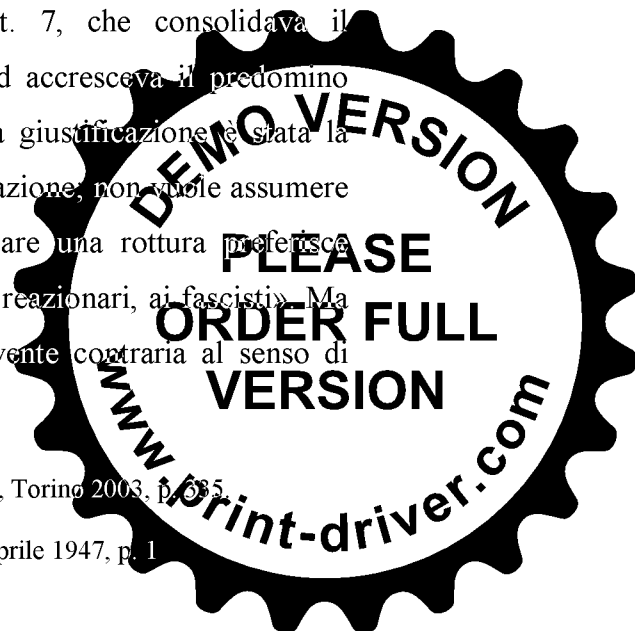 t. 7, che consolidava il
d accresceva il predomino
a giustificazione è stata la
azione; non vuole assumere
are una rottura preferisce
reazionari, ai fascisti». Ma
vente contraria al senso di
, Torino 2003, p. 335.
prile 1947, p. 1
DEMO VERSION
PLEASE
ORDER FULL
VERSION
www.print-driver.com